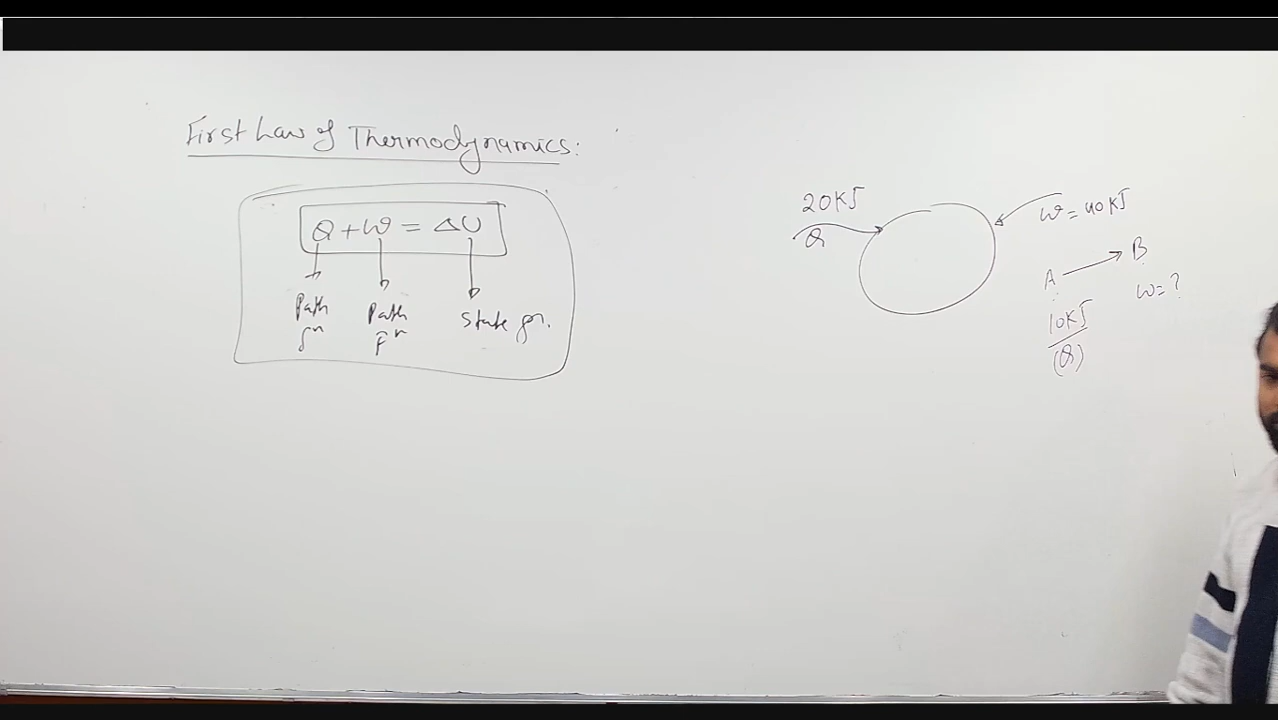 First Law of Thermodynamics:
Q + W = ΔU
Path fn
Path Fn
State fn.
20KJ
Q
W = 40KJ
A → B
W = ?
10KJ
(Q)